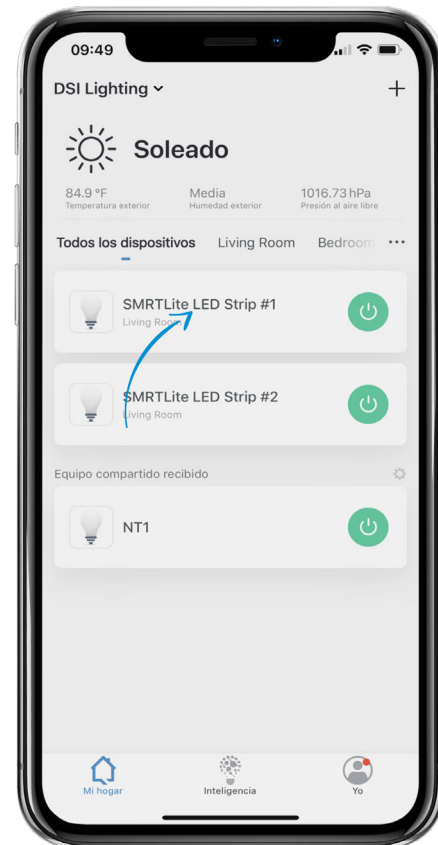 09:49
DSI Lighting
Soleado
84.9 °F Media 1016.73 hPa
Temperatura exterior Humedad exterior Presión al aire libre
Todos los dispositivos Living Room Bedroom
SMRTLite LED Strip #1
Living Room
SMRTLite LED Strip #2
Living Room
Equipo compartido recibido
NT1
Mi hogar Inteligencia Yo